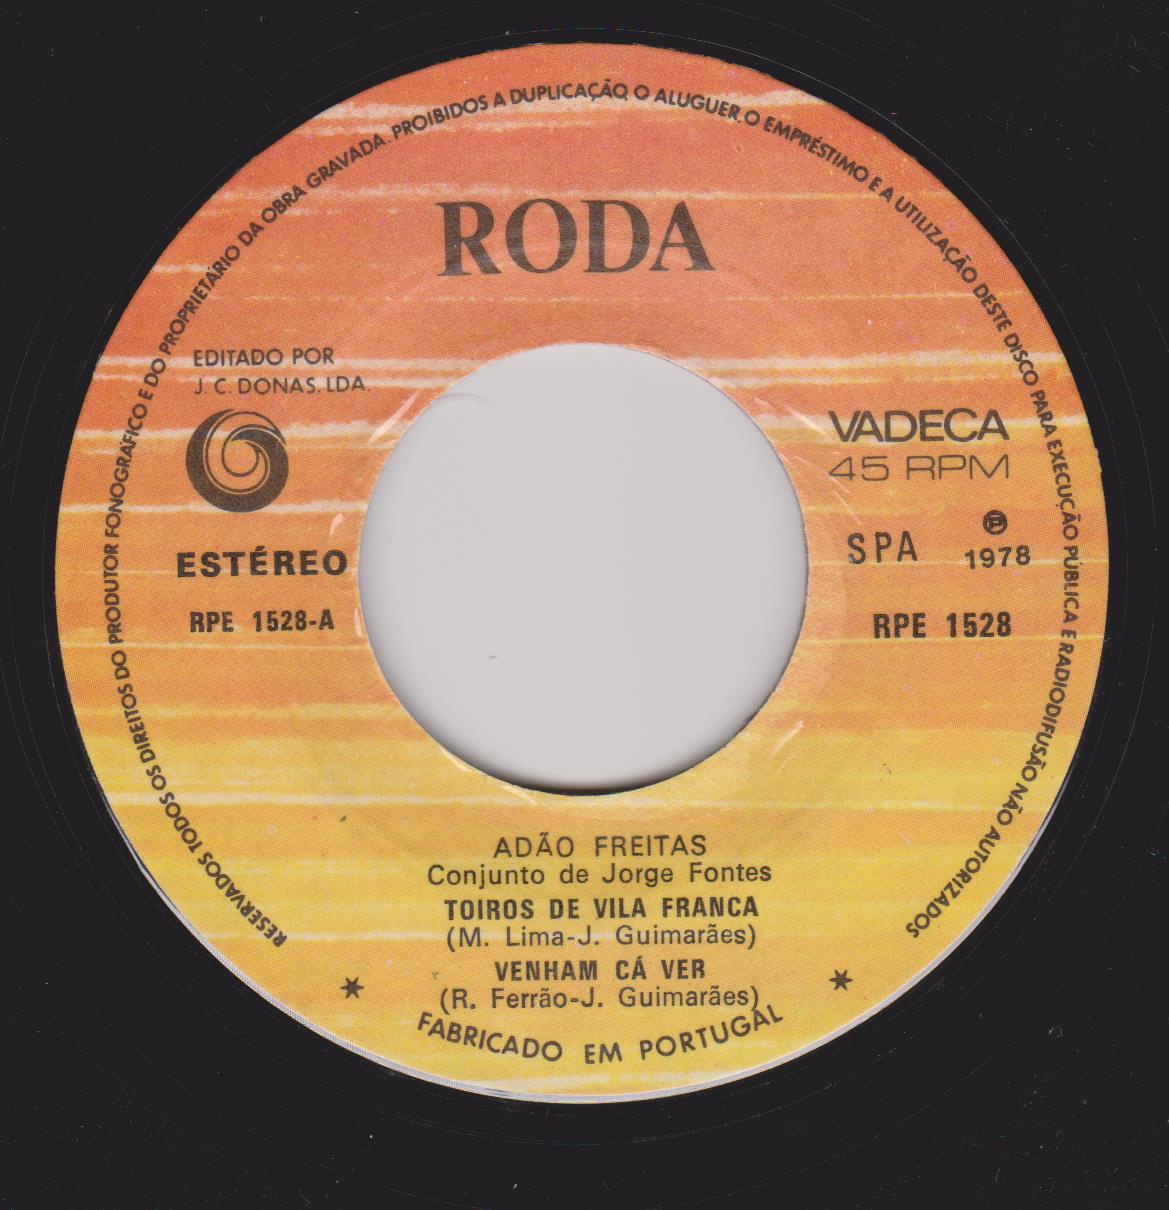 RESERVADOS TODOS OS DIREITOS DO PRODUTOR FONOGRÁFICO E DO PROPRIETÁRIO DA OBRA GRAVADA. PROIBIDOS A DUPLICAÇÃO, O ALUGUER, O EMPRÉSTIMO E A UTILIZAÇÃO DESTE DISCO PARA EXECUÇÃO PÚBLICA E RADIODIFUSÃO NÃO AUTORIZADOS
RODA
EDITADO POR
J. C. DONAS. LDA.
VADECA
45 RPM
ESTÉREO
RPE 1528-A
SPA
℗
1978
RPE 1528
ADÃO FREITAS
Conjunto de Jorge Fontes
TOIROS DE VILA FRANCA
(M. Lima-J. Guimarães)
VENHAM CÁ VER
(R. Ferrão-J. Guimarães)
* *
FABRICADO EM PORTUGAL